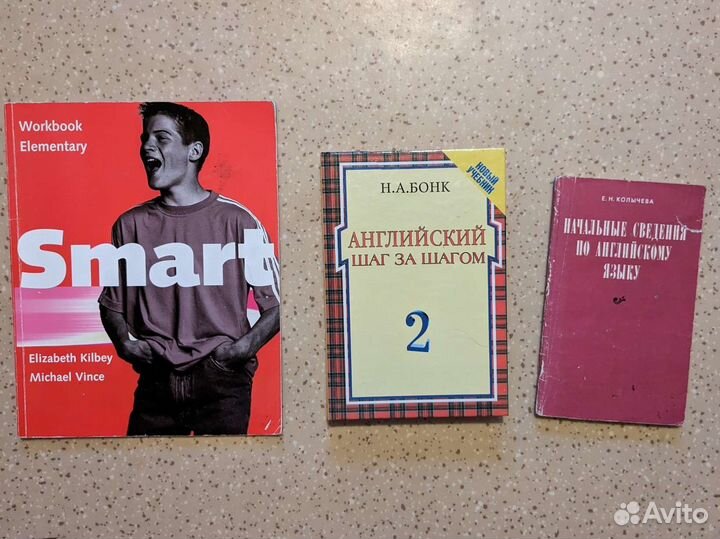 Workbook
Elementary
Smart
Elizabeth Kilbey
Michael Vince
НОВЫЙ
УЧЕБНИК
Н.А.БОНК
АНГЛИЙСКИЙ
ШАГ ЗА ШАГОМ
2
Е. Н. КОЛЫЧЕВА
НАЧАЛЬНЫЕ СВЕДЕНИЯ
ПО АНГЛИЙСКОМУ
ЯЗЫКУ
Avito